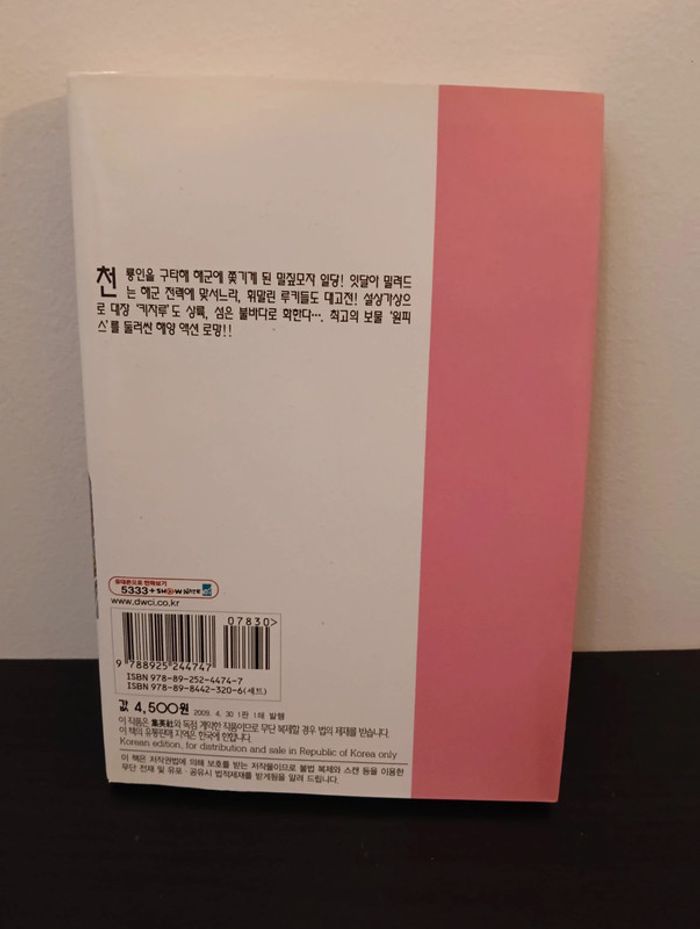 천룡인을 구타해 해군에 쫓기게 된 밀짚모자 일당! 잇달아 밀려드
는 해군 전력에 맞서느라, 휘말린 루키들도 대고전! 설상가상으
로 대장 '키자루'도 상륙, 섬은 불바다로 화한다…. 최고의 보물 '원피
스'를 둘러싼 해양 액션 로망!!
휴대폰으로 만화보기
5333+SHOW NATE
www.dwci.co.kr
07830>
9 788925 244747
ISBN 978-89-252-4474-7
ISBN 978-89-8442-320-6(세트)
값 4,500원 2009. 4. 30 1판 1쇄 발행
이 작품은 集英社와 독점 계약한 작품이므로 무단 복제할 경우 법의 제재를 받습니다.
이 책의 유통판매 지역은 한국에 한합니다.
Korean edition, for distribution and sale in Republic of Korea only
이 책은 저작권법에 의해 보호를 받는 저작물이므로 불법 복제와 스캔 등을 이용한
무단 전재 및 유포·공유시 법적제재를 받게됨을 알려 드립니다.